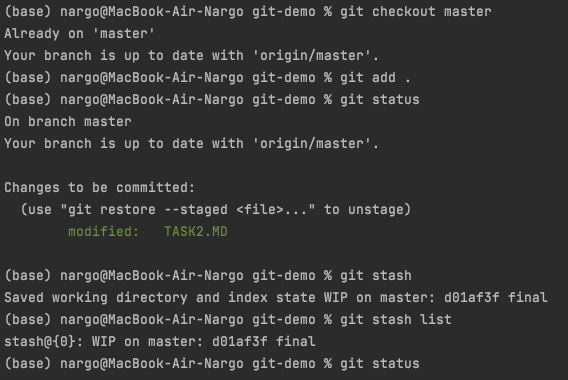 (base) nargo@MacBook-Air-Nargo git-demo % git checkout master
Already on 'master'
Your branch is up to date with 'origin/master'.
(base) nargo@MacBook-Air-Nargo git-demo % git add .
(base) nargo@MacBook-Air-Nargo git-demo % git status
On branch master
Your branch is up to date with 'origin/master'.
Changes to be committed:
  (use "git restore --staged <file>..." to unstage)
        modified:   TASK2.MD
(base) nargo@MacBook-Air-Nargo git-demo % git stash
Saved working directory and index state WIP on master: d01af3f final
(base) nargo@MacBook-Air-Nargo git-demo % git stash list
stash@{0}: WIP on master: d01af3f final
(base) nargo@MacBook-Air-Nargo git-demo % git status